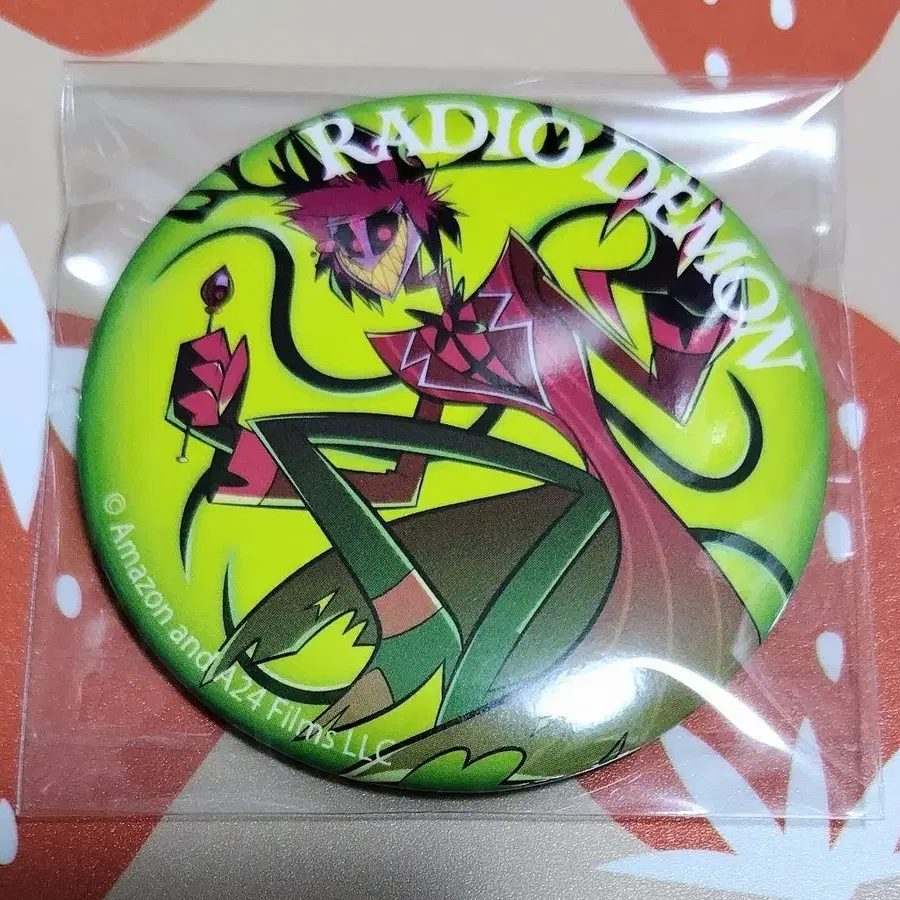 RADIO DEMON
© Amazon and A24 Films LLC